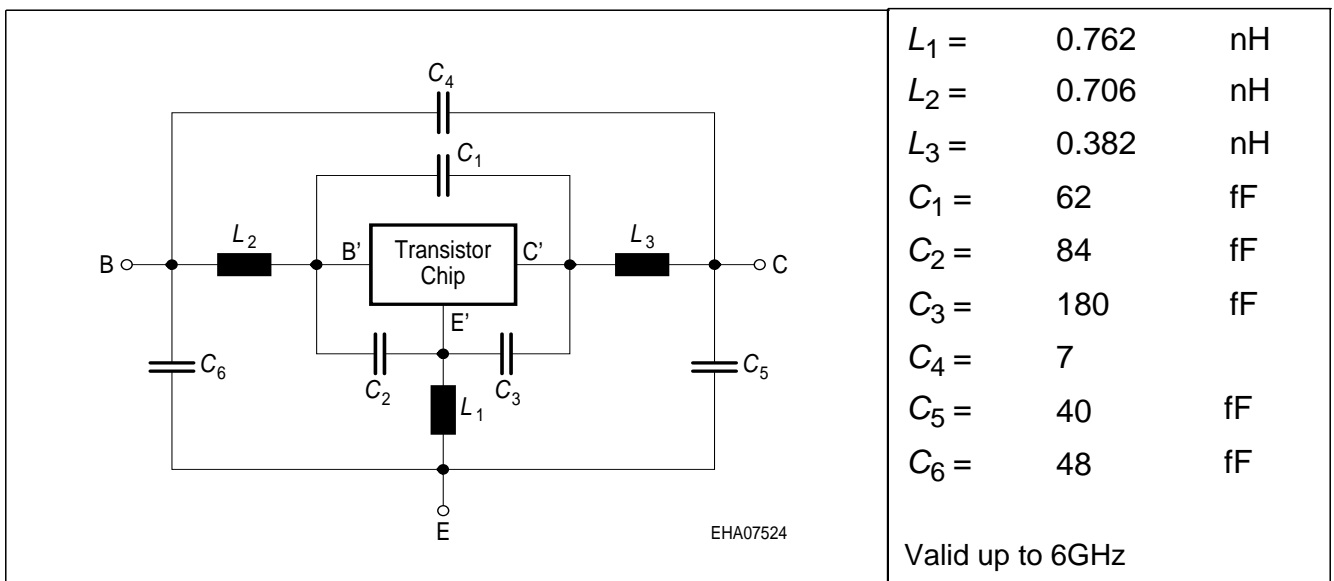 C4
C1
L2
B'
Transistor
Chip
C'
L3
B
C
E'
C6
C2
C3
C5
L1
E
EHA07524
L1 = 0.762 nH
L2 = 0.706 nH
L3 = 0.382 nH
C1 = 62 fF
C2 = 84 fF
C3 = 180 fF
C4 = 7
C5 = 40 fF
C6 = 48 fF
Valid up to 6GHz